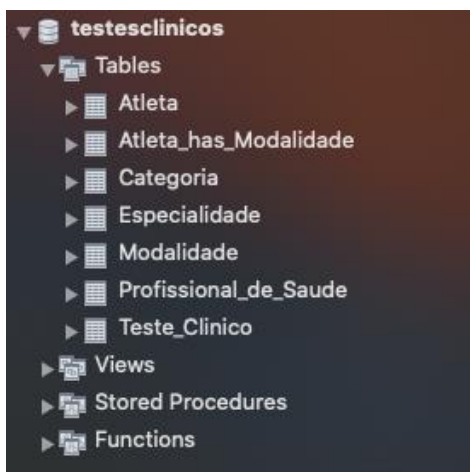 testesclinicos
Tables
Atleta
Atleta_has_Modalidade
Categoria
Especialidade
Modalidade
Profissional_de_Saude
Teste_Clinico
Views
Stored Procedures
Functions